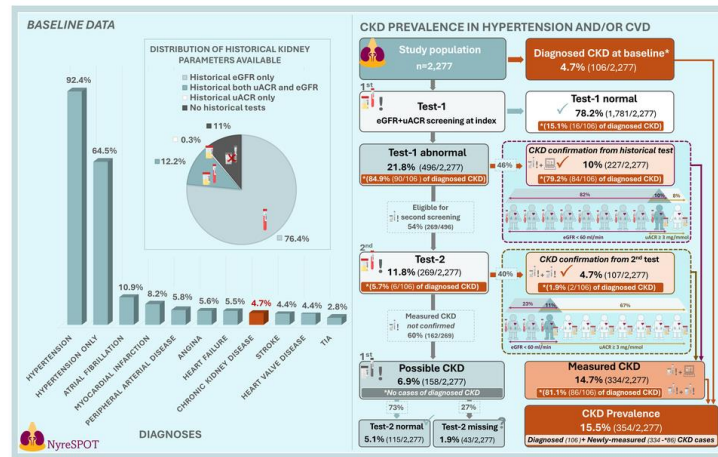 BASELINE DATA
DISTRIBUTION OF HISTORICAL KIDNEY
PARAMETERS AVAILABLE
Historical eGFR only
Historical both uACR and eGFR
Historical uACR only
No historical tests
11%
0.3%
12.2%
76.4%
92.4%
64.5%
10.9%
8.2%
5.8%
5.6%
5.5%
4.7%
4.4%
4.4%
2.8%
HYPERTENSION
HYPERTENSION ONLY
ATRIAL FIBRILLATION
MYOCARDIAL INFARCTION
PERIPHERAL ARTERIAL DISEASE
ANGINA
HEART FAILURE
CHRONIC KIDNEY DISEASE
STROKE
HEART VALVE DISEASE
TIA
DIAGNOSES
NyreSPOT
CKD PREVALENCE IN HYPERTENSION AND/OR CVD
Study population
n=2,277
Diagnosed CKD at baseline*
4.7% (106/2,277)
1st
Test-1
eGFR+uACR screening at index
Test-1 normal
78.2% (1,781/2,277)
*(15.1% (16/106) of diagnosed CKD)
Test-1 abnormal
21.8% (496/2,277)
*(84.9% (90/106) of diagnosed CKD)
46%
CKD confirmation from historical test
10% (227/2,277)
*(79.2% (84/106) of diagnosed CKD)
82%
10%
8%
eGFR < 60 ml/min
uACR ≥ 3 mg/mmol
Eligible for
second screening
54% (269/496)
2nd
Test-2
11.8% (269/2,277)
*(5.7% (6/106) of diagnosed CKD)
40%
CKD confirmation from 2nd test
4.7% (107/2,277)
*(1.9% (2/106) of diagnosed CKD)
22%
11%
67%
eGFR < 60 ml/min
uACR ≥ 3 mg/mmol
Measured CKD
not confirmed
60% (162/269)
1st
Possible CKD
6.9% (158/2,277)
*No cases of diagnosed CKD
Measured CKD
14.7% (334/2,277)
*(81.1% (86/106) of diagnosed CKD)
73%
27%
Test-2 normal
5.1% (115/2,277)
Test-2 missing
1.9% (43/2,277)
CKD Prevalence
15.5% (354/2,277)
Diagnosed (106) + Newly-measured (334 -*86) CKD cases